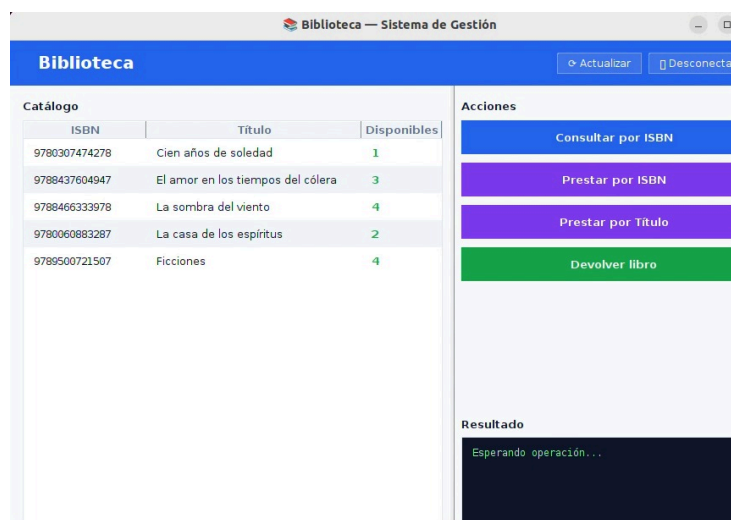 📚 Biblioteca — Sistema de Gestión
Biblioteca
⟳ Actualizar
Desconecta
Catálogo
ISBN Título Disponibles
9780307474278 Cien años de soledad 1
9788437604947 El amor en los tiempos del cólera 3
9788466333978 La sombra del viento 4
9780060883287 La casa de los espíritus 2
9789500721507 Ficciones 4
Acciones
Consultar por ISBN
Prestar por ISBN
Prestar por Título
Devolver libro
Resultado
Esperando operación...